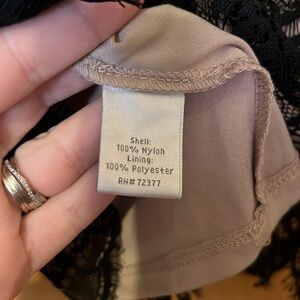 Shell:
100% Nylon
Lining:
100% Polyester
RN#72377